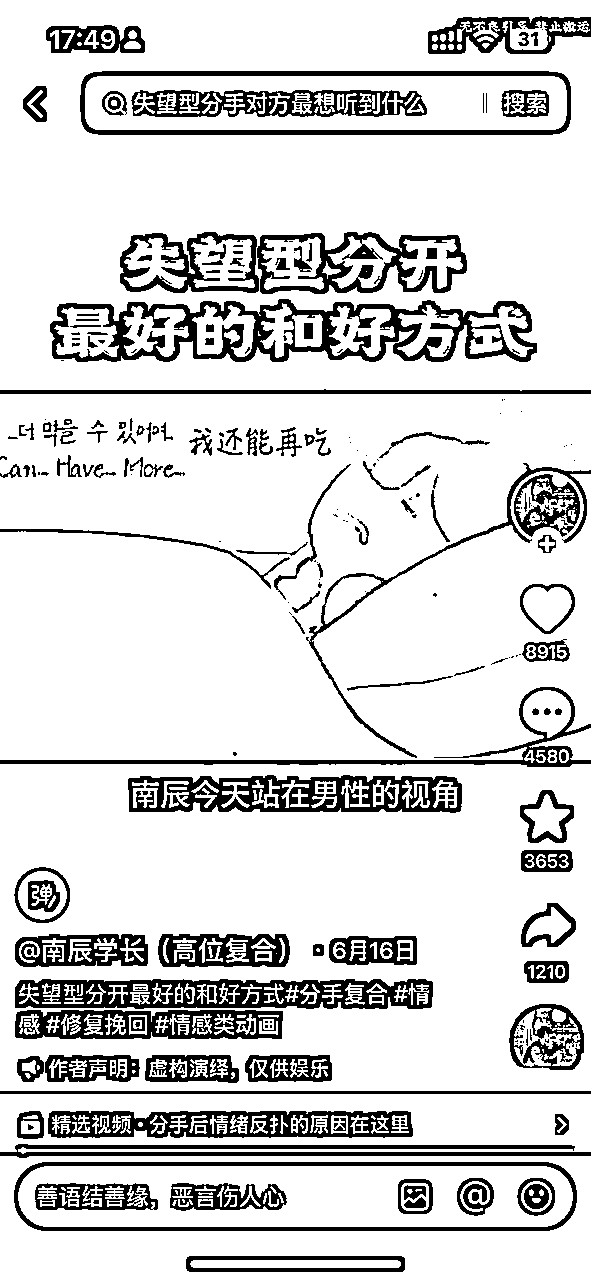 17:49
31
失望型分手对方最想听到什么
搜索
失望型分开
最好的和好方式
더 먹을 수 있어여
我还能再吃
Can Have More
8915
4580
南辰今天站在男性的视角
3653
弹
@南辰学长（高位复合） · 6月16日
1210
失望型分开最好的和好方式#分手复合 #情
感 #修复挽回 #情感类动画
作者声明：虚构演绎，仅供娱乐
精选视频 · 分手后情绪反扑的原因在这里
善语结善缘，恶言伤人心